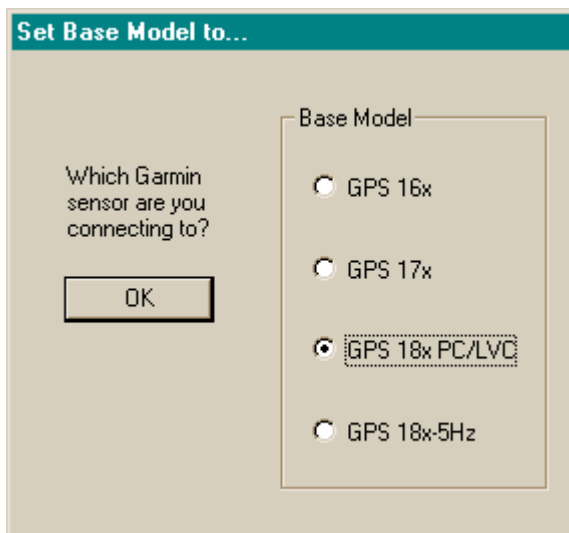 Set Base Model to...
Base Model
Which Garmin
sensor are you
connecting to?
OK
GPS 16x
GPS 17x
GPS 18x PC/LVC
GPS 18x-5Hz